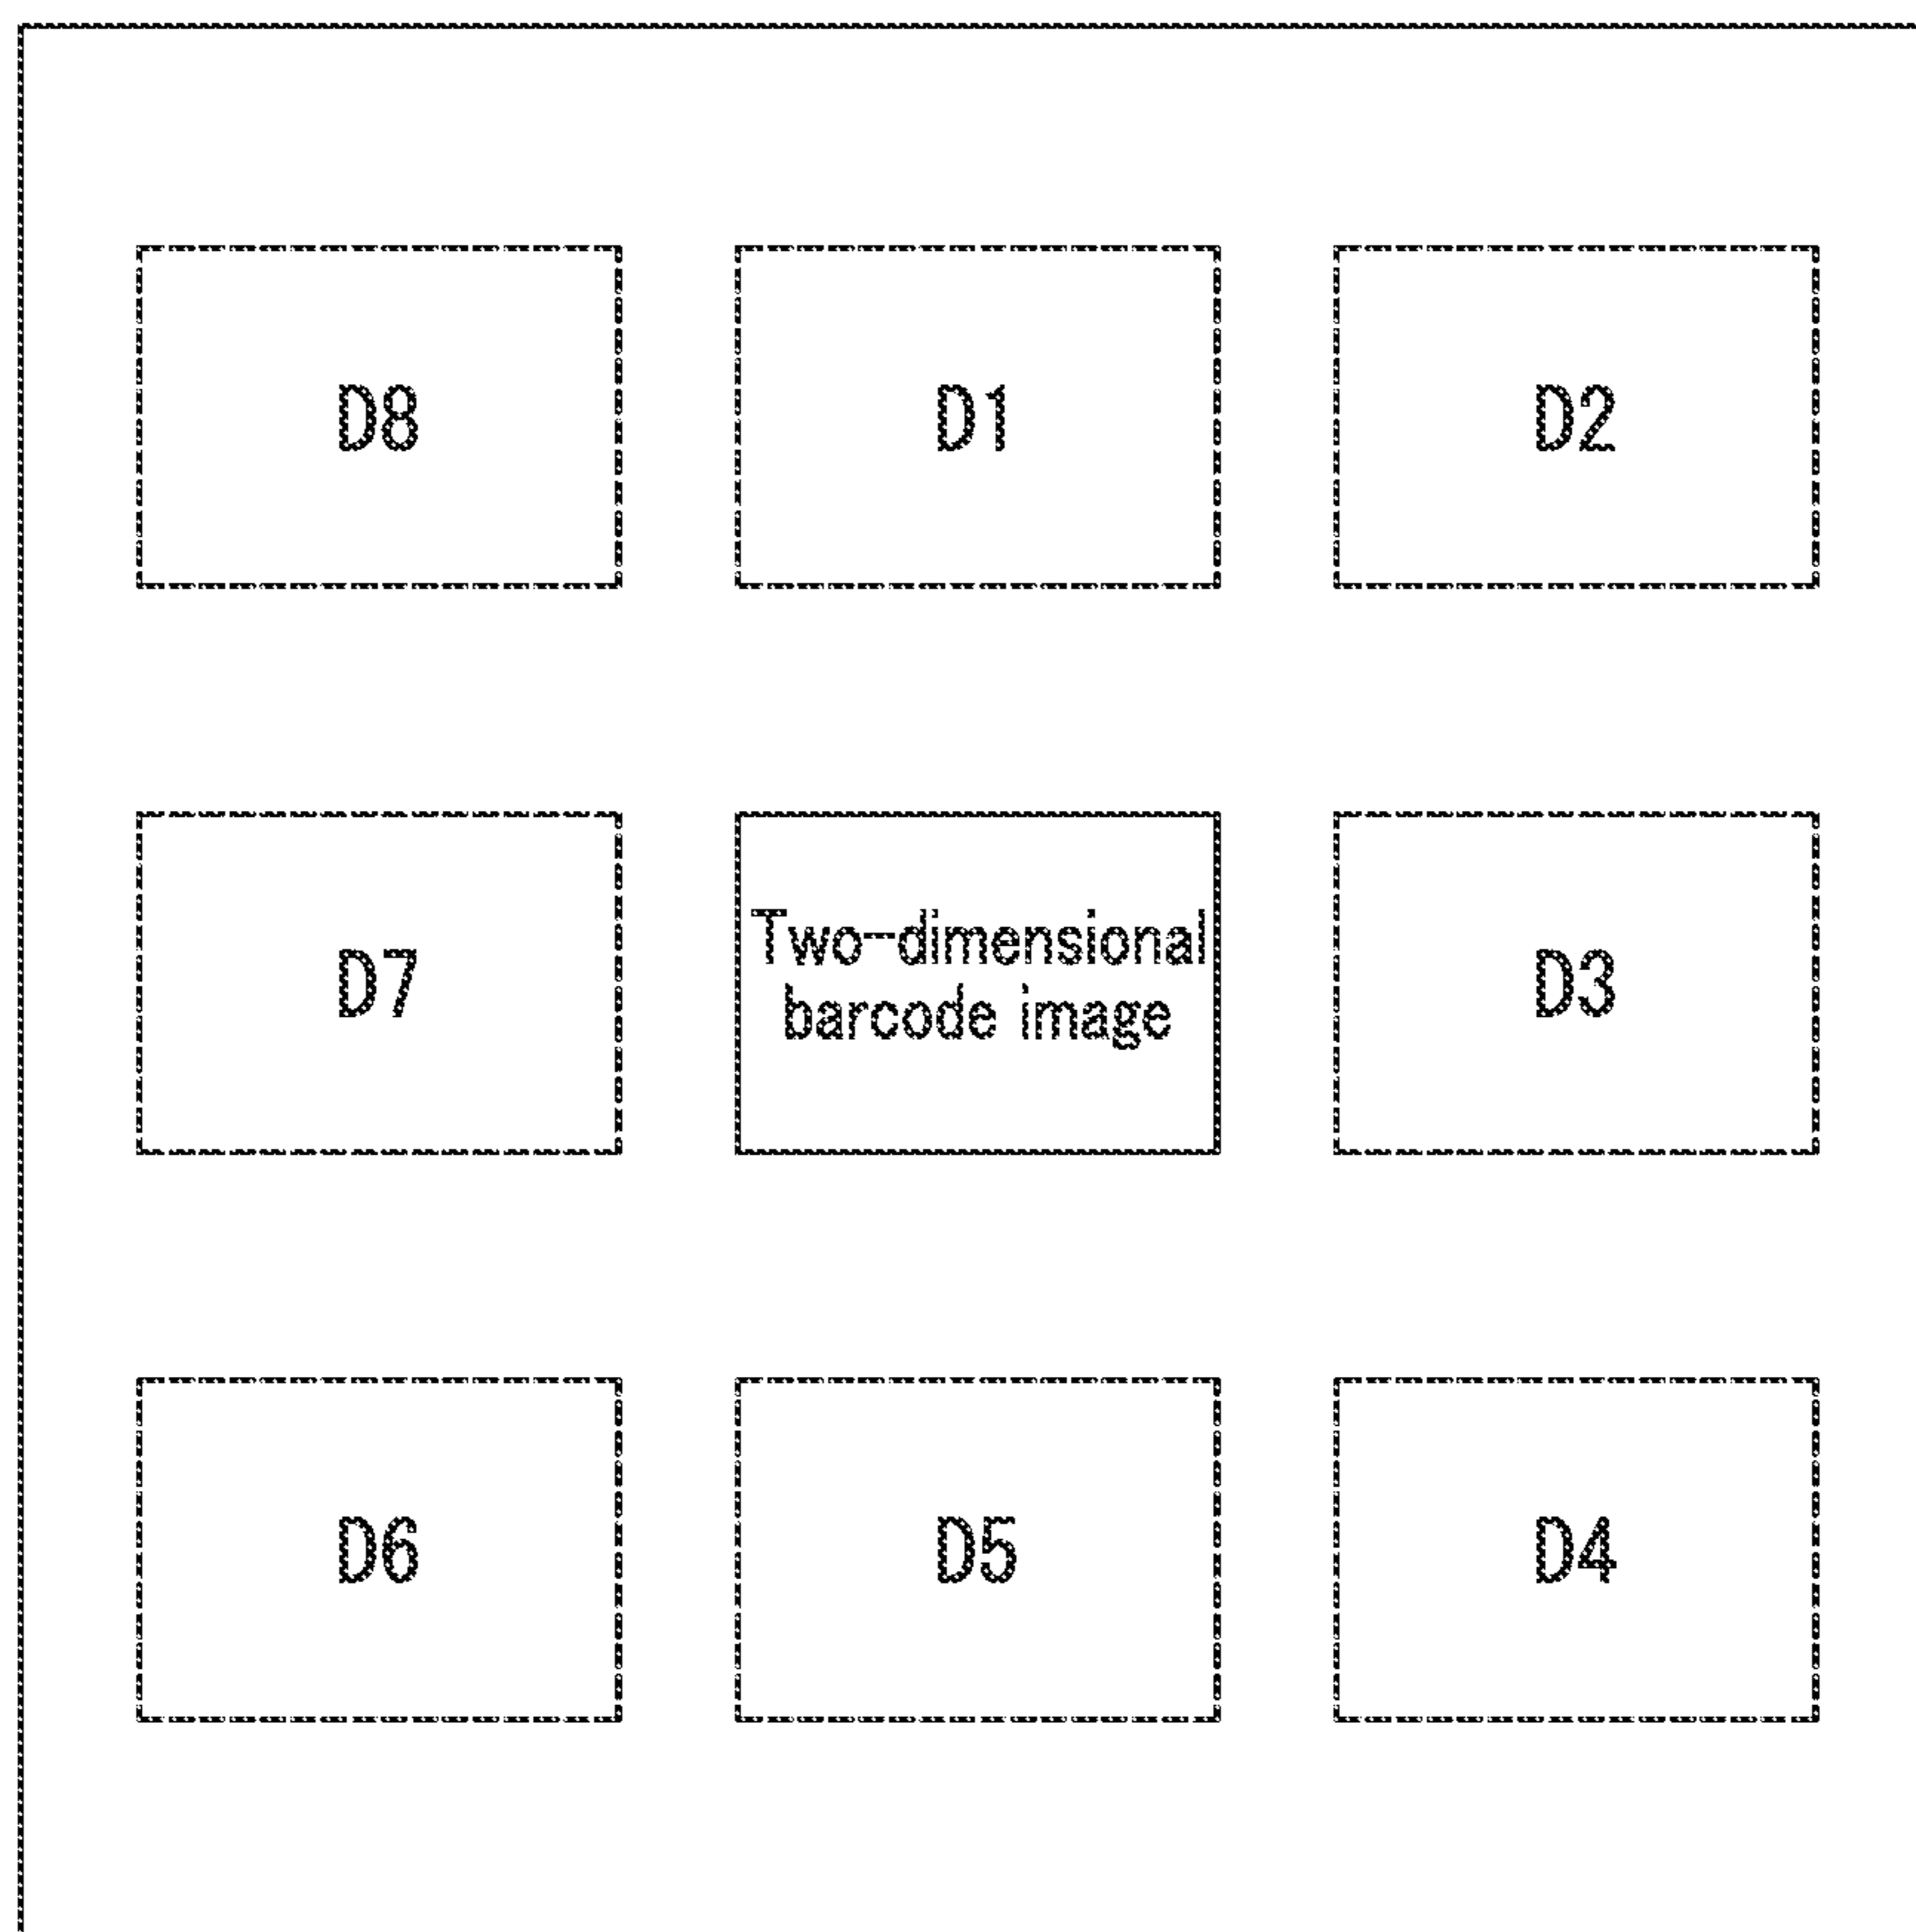 D8
D1
D2
D7
Two-dimensional
barcode image
D3
D6
D5
D4